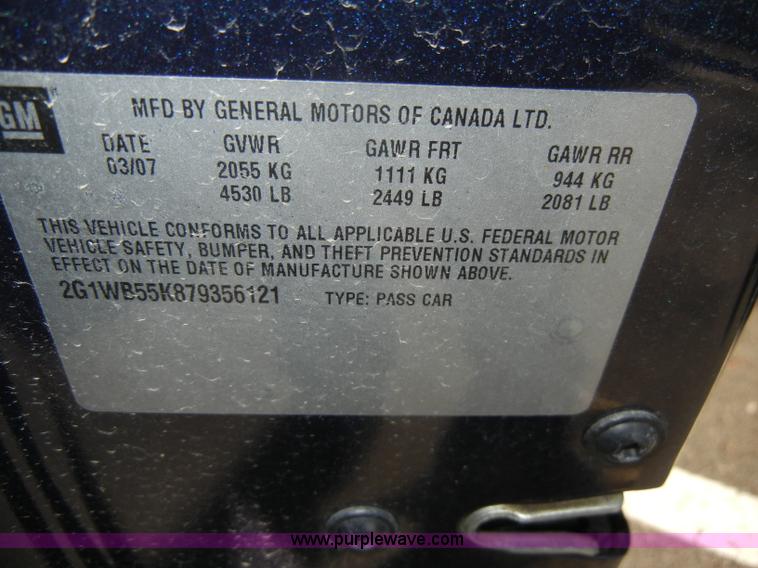 GM
MFD BY GENERAL MOTORS OF CANADA LTD.
DATE GVWR GAWR FRT GAWR RR
03/07 2055 KG 1111 KG 944 KG
4530 LB 2449 LB 2081 LB
THIS VEHICLE CONFORMS TO ALL APPLICABLE U.S. FEDERAL MOTOR
VEHICLE SAFETY, BUMPER, AND THEFT PREVENTION STANDARDS IN
EFFECT ON THE DATE OF MANUFACTURE SHOWN ABOVE.
2G1WB55K879356121 TYPE: PASS CAR
www.purplewave.com